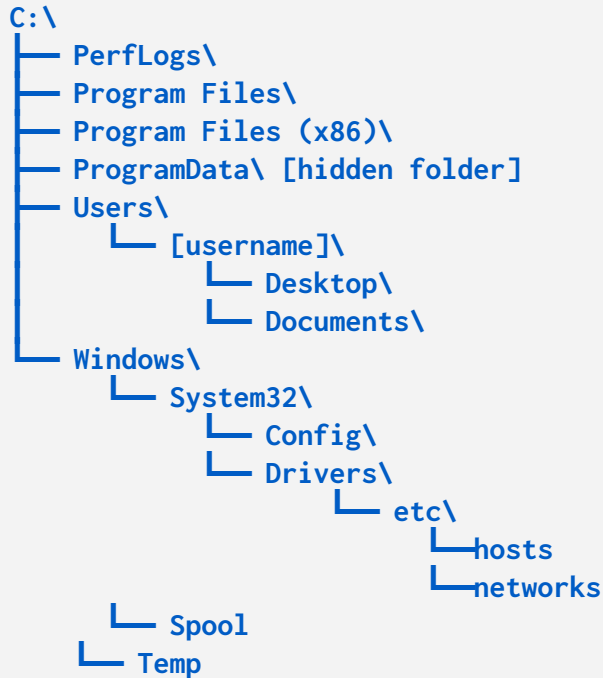 C:\
PerfLogs\
Program Files\
Program Files (x86)\
ProgramData\ [hidden folder]
Users\
[username]\
Desktop\
Documents\
Windows\
System32\
Config\
Drivers\
etc\
hosts
networks
Spool
Temp